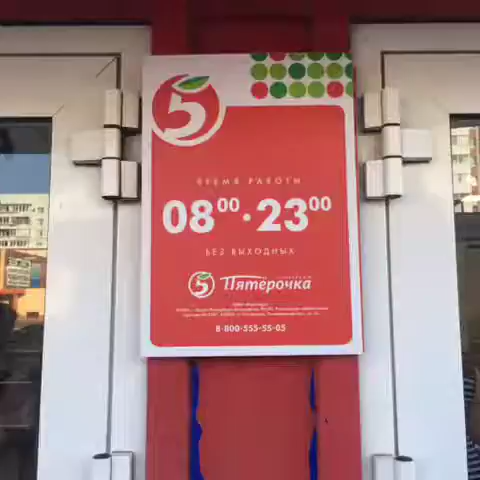 5
ВРЕМЯ РАБОТЫ
08⁰⁰·23⁰⁰
БЕЗ ВЫХОДНЫХ
5 Пятёрочка
8-800-555-55-05